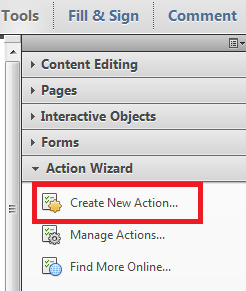 Tools Fill & Sign Comment
Content Editing
Pages
Interactive Objects
Forms
Action Wizard
Create New Action...
Manage Actions...
Find More Online...